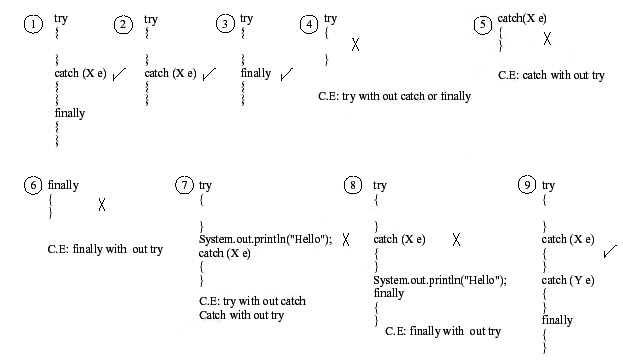 1 try
{
}
catch (X e) ✓
{
}
finally
{
}
2 try
{
}
catch (X e) ✓
{
}
3 try
{
}
finally ✓
{
}
4 try
{
X
}
C.E: try with out catch or finally
5 catch(X e)
{ X
}
C.E: catch with out try
6 finally
{ X
}
C.E: finally with out try
7 try
{
}
System.out.println("Hello"); X
catch (X e)
{
}
C.E: try with out catch
Catch with out try
8 try
{
}
catch (X e) X
{
}
System.out.println("Hello");
finally
{
}
C.E: finally with out try
9 try
{
}
catch (X e)
{ ✓
}
catch (Y e)
{
}
finally
{
}